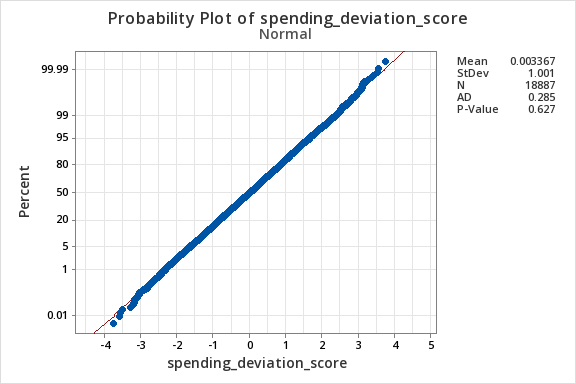 Probability Plot of spending_deviation_score
Normal
Mean 0.003367
StDev 1.001
N 18887
AD 0.285
P-Value 0.627
Percent
99.99
99
95
80
50
20
5
1
0.01
-4 -3 -2 -1 0 1 2 3 4 5
spending_deviation_score